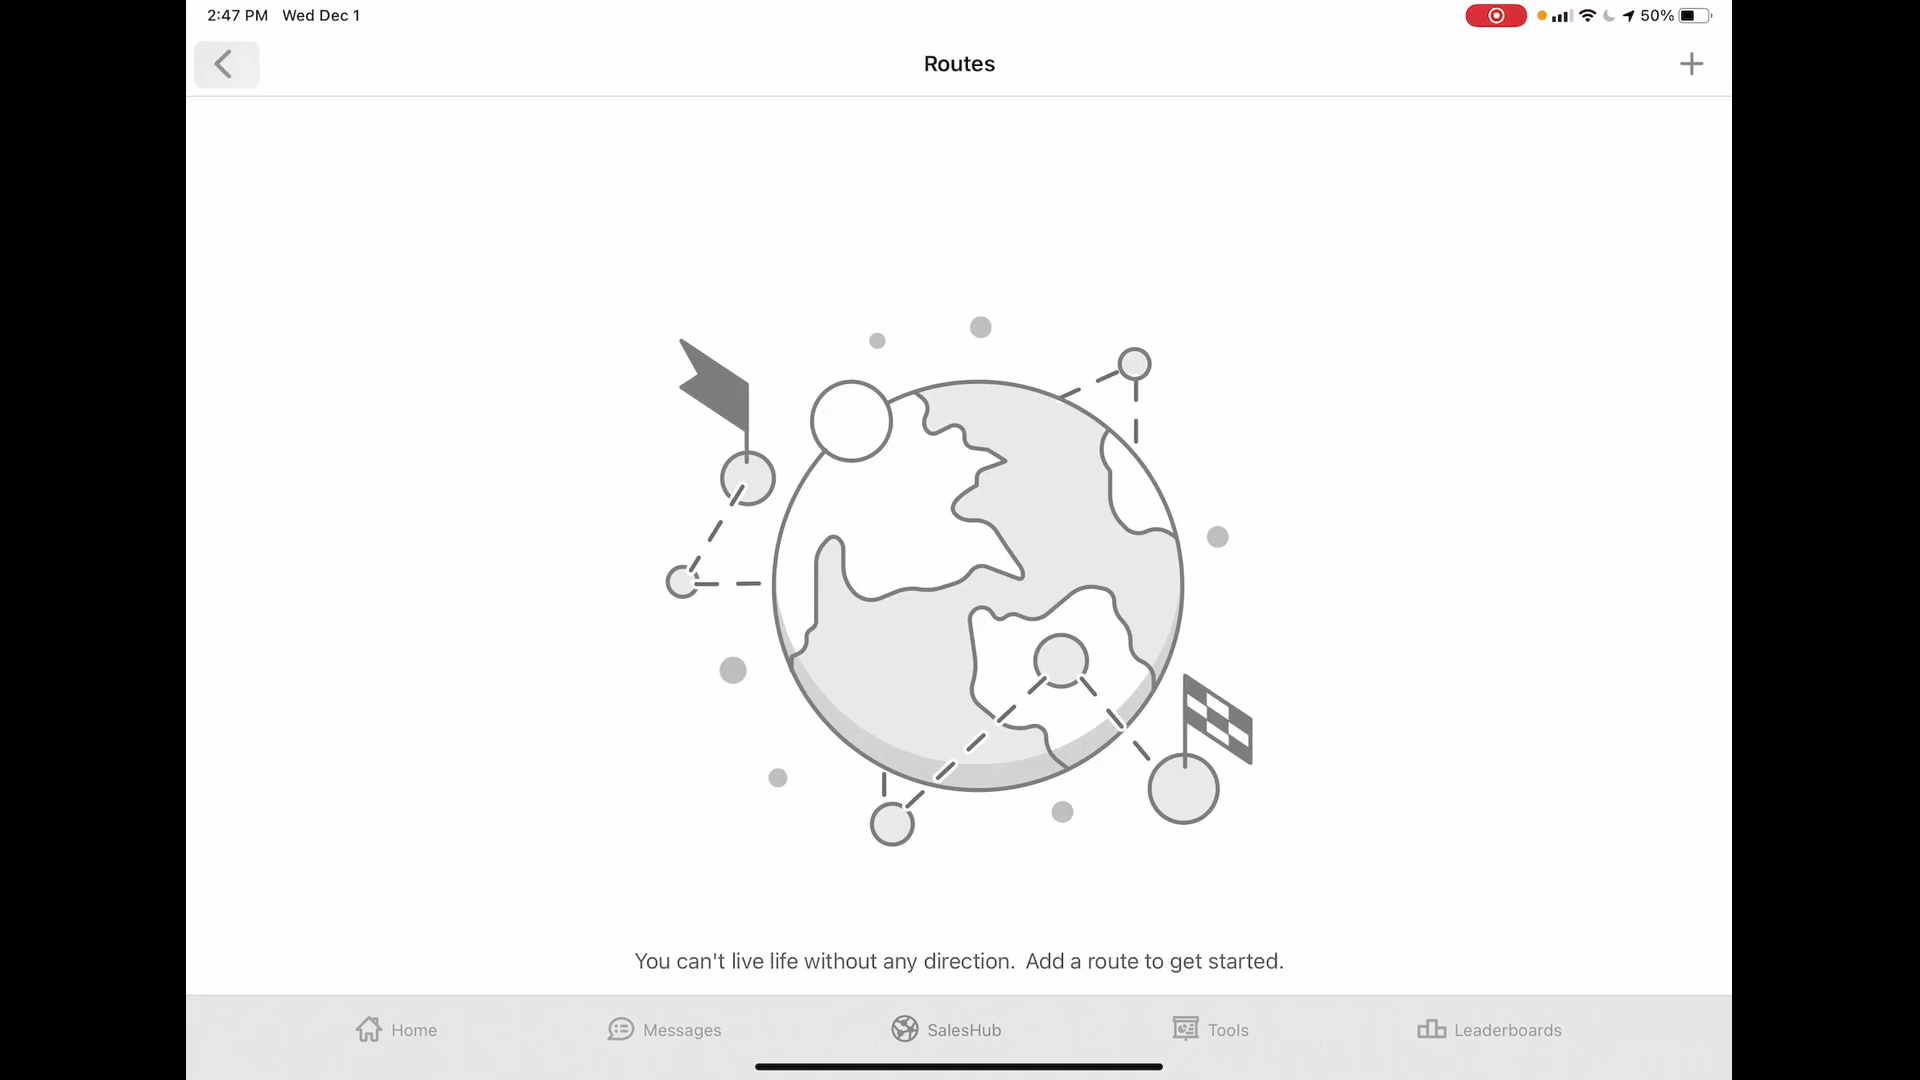 2:47 PM Wed Dec 1
50%
Routes
You can't live life without any direction.  Add a route to get started.
Home
Messages
SalesHub
Tools
Leaderboards